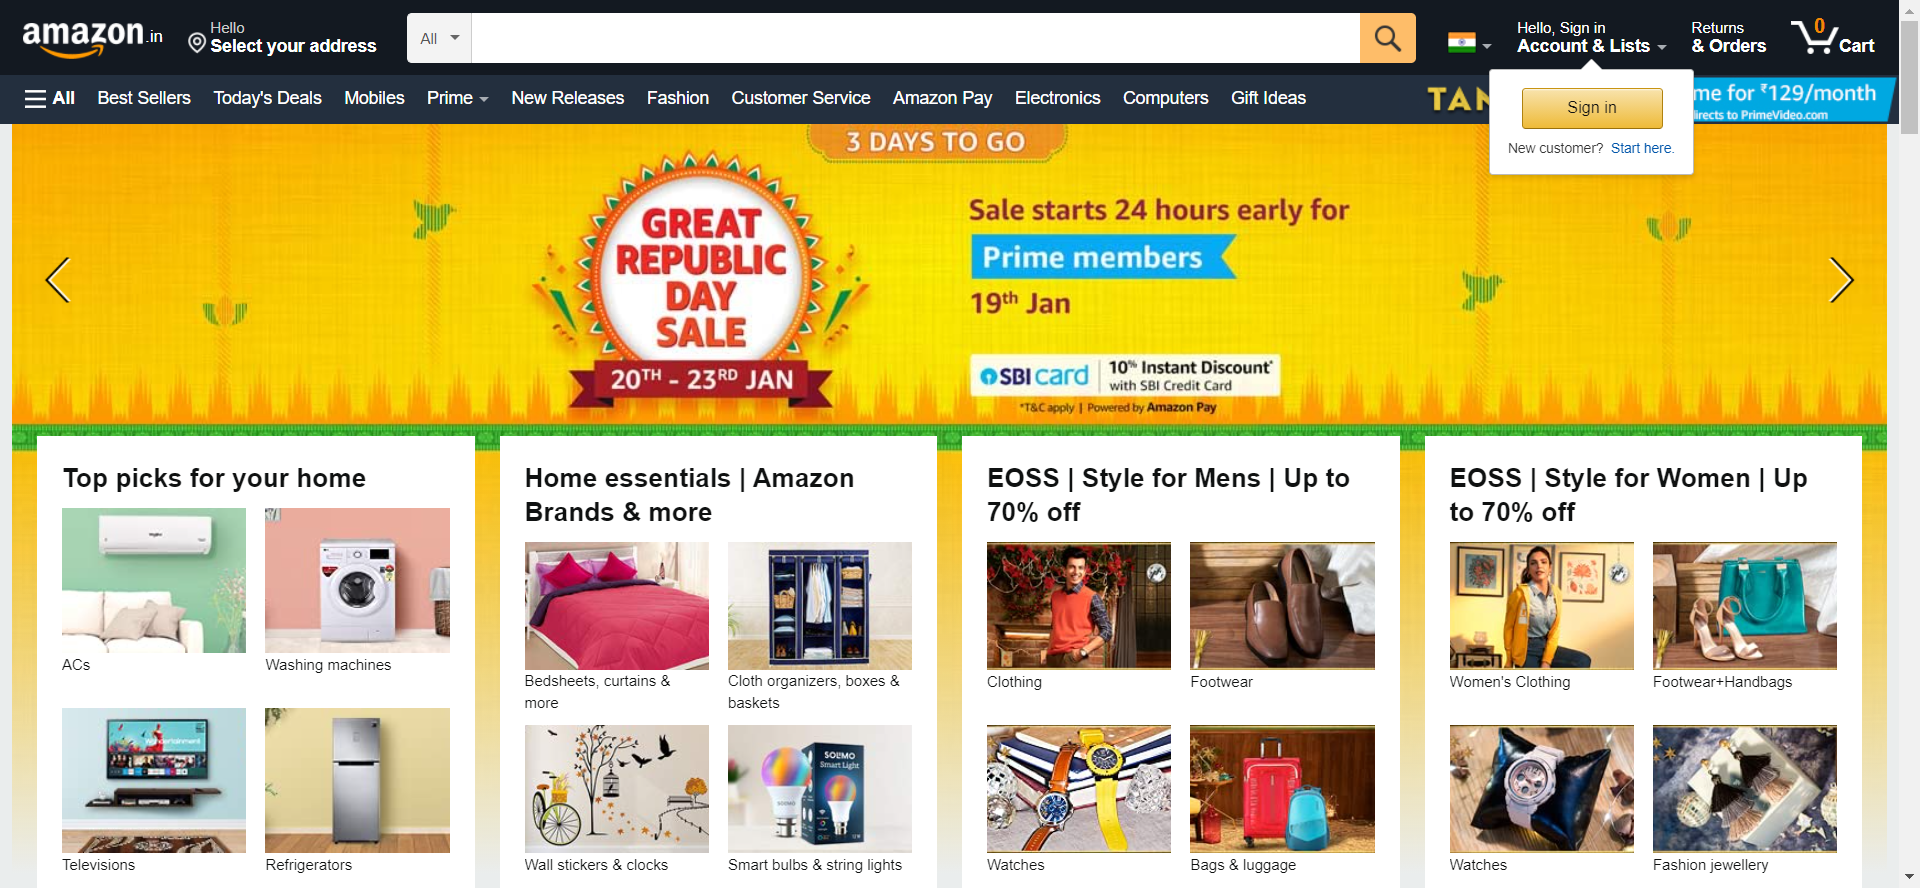 amazon.in
Hello
Select your address
All
Hello, Sign in
Account & Lists
Returns
& Orders
0
Cart
All
Best Sellers
Today's Deals
Mobiles
Prime
New Releases
Fashion
Customer Service
Amazon Pay
Electronics
Computers
Gift Ideas
TAN
me for ₹129/month
irects to PrimeVideo.com
Sign in
New customer? Start here.
3 DAYS TO GO
GREAT
REPUBLIC
DAY
SALE
20TH - 23RD JAN
Sale starts 24 hours early for
Prime members
19th Jan
SBI card
10% Instant Discount*
with SBI Credit Card
*T&C apply | Powered by Amazon Pay
Top picks for your home
ACs
Washing machines
Televisions
Refrigerators
Home essentials | Amazon
Brands & more
Bedsheets, curtains &
more
Cloth organizers, boxes &
baskets
SOLIMO
Smart Light
SOLIMO
Wall stickers & clocks
Smart bulbs & string lights
EOSS | Style for Mens | Up to
70% off
Clothing
Footwear
Watches
Bags & luggage
EOSS | Style for Women | Up
to 70% off
Women's Clothing
Footwear+Handbags
Watches
Fashion jewellery